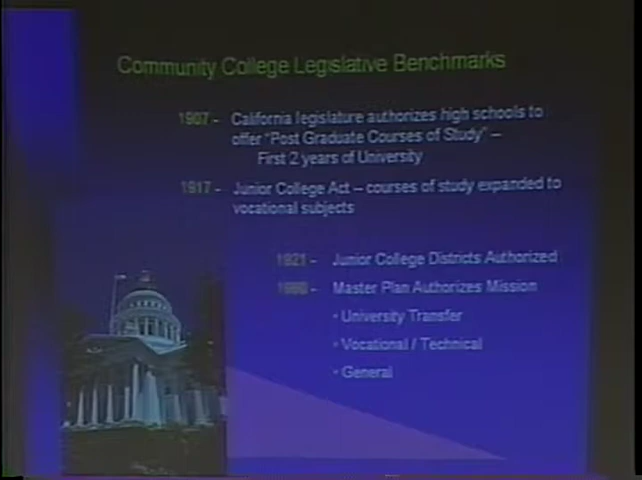 Community College Legislative Benchmarks
1907 – California legislature authorizes high schools to
offer "Post Graduate Courses of Study" –
First 2 years of University
1917 – Junior College Act – courses of study expanded to
vocational subjects
1921 – Junior College Districts Authorized
1960 – Master Plan Authorizes Mission
• University Transfer
• Vocational / Technical
• General